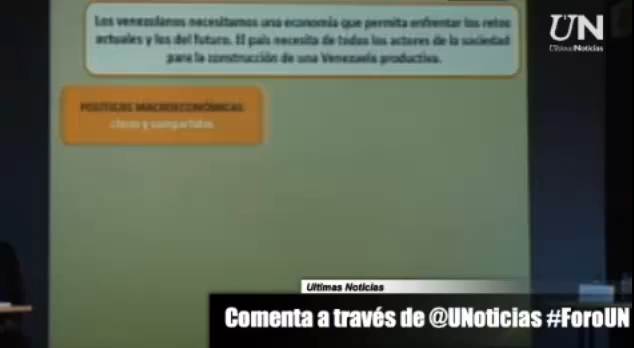 Los venezolanos necesitamos una economía que permita enfrentar los retos
actuales y los del futuro. El país necesita de todos los actores de la sociedad
para la construcción de una Venezuela productiva.
UN
Últimas Noticias
POLÍTICAS MACROECONÓMICAS
claras y compartidas
Ultimas Noticias
Comenta a través de @UNoticias #ForoUN